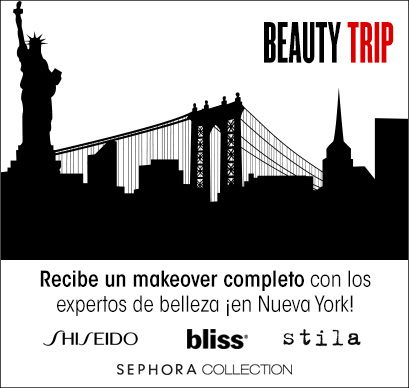 BEAUTY TRIP
Recibe un makeover completo con los
expertos de belleza ¡en Nueva York!
SHISEIDO bliss® stila
SEPHORA COLLECTION